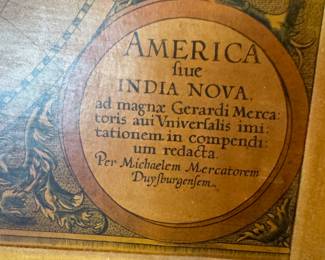 AMERICA
siue
INDIA NOVA,
ad magnæ Gerardi Merca:
toris aui Vniversalis imi:
tationem in compendi:
um redacta.
Per Michaelem Mercatorem
Duysburgensem.